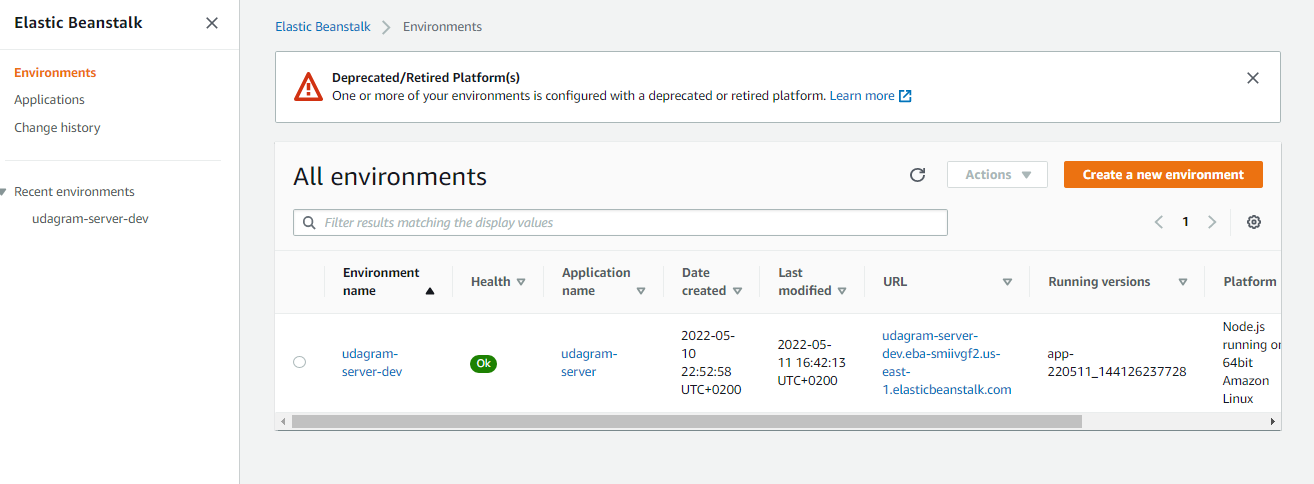 Elastic Beanstalk
Environments
Applications
Change history
Recent environments
udagram-server-dev
Elastic Beanstalk Environments
Deprecated/Retired Platform(s)
One or more of your environments is configured with a deprecated or retired platform. Learn more
All environments
Actions
Create a new environment
Filter results matching the display values
1
Environment name
Health
Application name
Date created
Last modified
URL
Running versions
Platform
udagram-
server-dev
Ok
udagram-
server
2022-05-
10
22:52:58
UTC+0200
2022-05-
11 16:42:13
UTC+0200
udagram-server-
dev.eba-smiivgf2.us-
east-
1.elasticbeanstalk.com
app-
220511_144126237728
Node.js
running on
64bit
Amazon
Linux